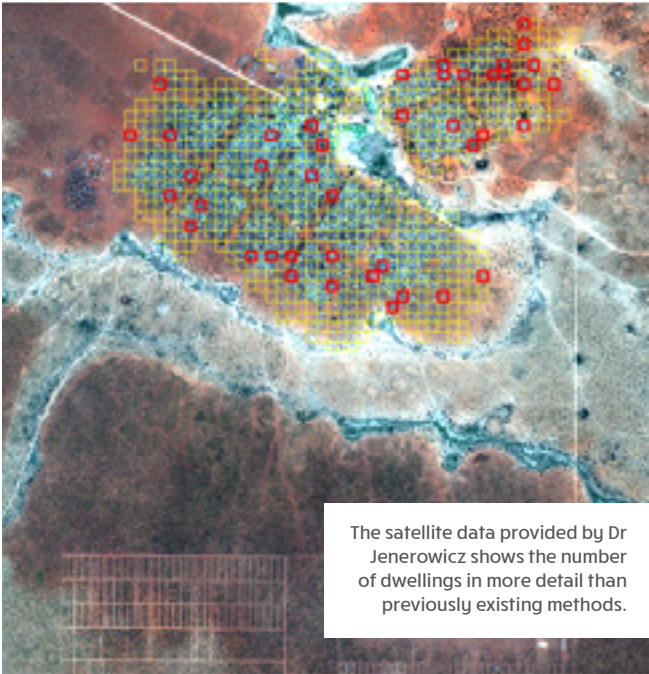 The satellite data provided by Dr
Jenerowicz shows the number
of dwellings in more detail than
previously existing methods.